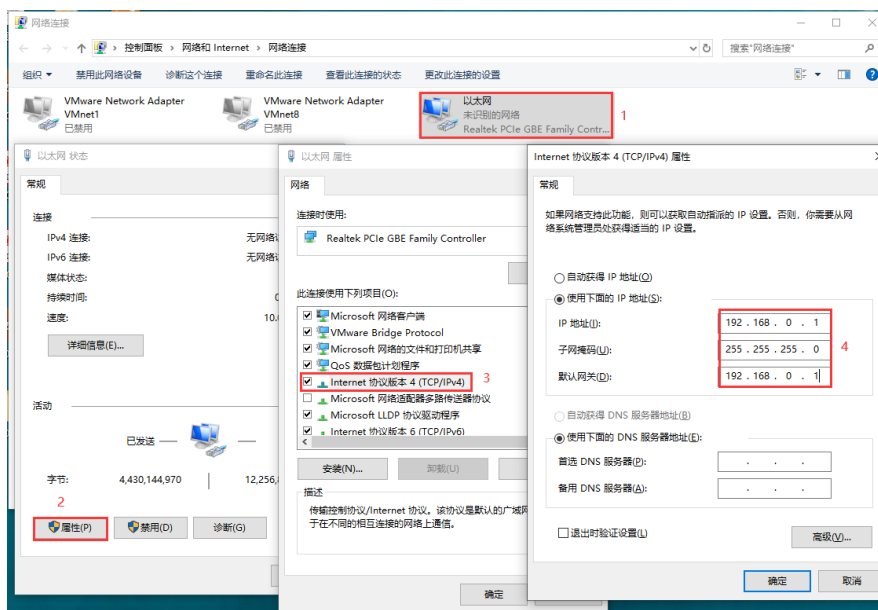 网络连接
控制面板 › 网络和 Internet › 网络连接
搜索"网络连接"
组织 禁用此网络设备 诊断这个连接 重命名此连接 查看此连接的状态 更改此连接的设置
VMware Network Adapter
VMnet1
已禁用
VMware Network Adapter
VMnet8
已禁用
以太网
未识别的网络
Realtek PCIe GBE Family Contr...
1
以太网 状态
常规
连接
IPv4 连接:
无网络
IPv6 连接:
无网络
媒体状态:
持续时间:
速度:
10.
详细信息(E)...
活动
已发送
字节:
4,430,144,970
12,256,
2
属性(P)
禁用(D)
诊断(G)
以太网 属性
网络
连接时使用:
Realtek PCIe GBE Family Controller
此连接使用下列项目(O):
Microsoft 网络客户端
VMware Bridge Protocol
Microsoft 网络的文件和打印机共享
QoS 数据包计划程序
Internet 协议版本 4 (TCP/IPv4)
3
Microsoft 网络适配器多路传送器协议
Microsoft LLDP 协议驱动程序
Internet 协议版本 6 (TCP/IPv6)
安装(N)...
卸载(U)
描述
传输控制协议/Internet 协议。该协议是默认的广域网
于在不同的相互连接的网络上通信。
确定
Internet 协议版本 4 (TCP/IPv4) 属性
常规
如果网络支持此功能，则可以获取自动指派的 IP 设置。否则，你需要从网
络系统管理员处获得适当的 IP 设置。
自动获得 IP 地址(O)
使用下面的 IP 地址(S):
IP 地址(I):
192 . 168 . 0 . 1
子网掩码(U):
255 . 255 . 255 . 0
4
默认网关(D):
192 . 168 . 0 . 1
自动获得 DNS 服务器地址(B)
使用下面的 DNS 服务器地址(E):
首选 DNS 服务器(P):
备用 DNS 服务器(A):
退出时验证设置(L)
高级(V)...
确定
取消